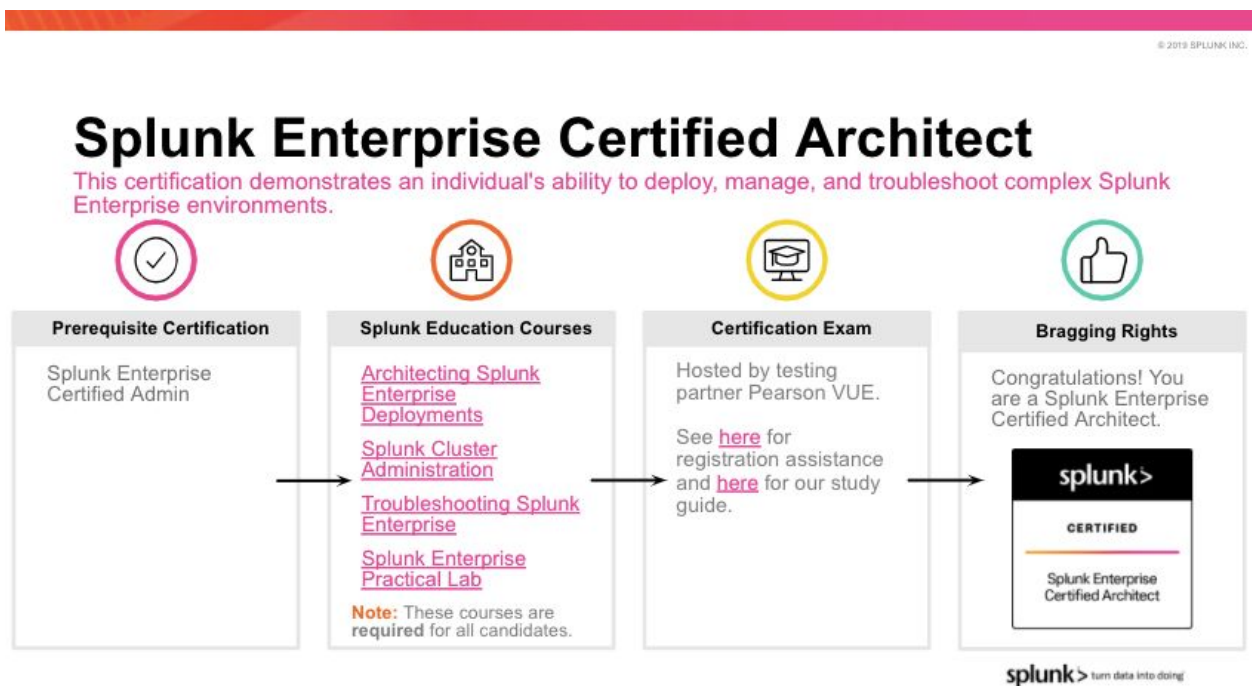 © 2019 SPLUNK INC.
Splunk Enterprise Certified Architect
This certification demonstrates an individual's ability to deploy, manage, and troubleshoot complex Splunk
Enterprise environments.
Prerequisite Certification
Splunk Enterprise
Certified Admin
Splunk Education Courses
Architecting Splunk
Enterprise
Deployments
Splunk Cluster
Administration
Troubleshooting Splunk
Enterprise
Splunk Enterprise
Practical Lab
Note: These courses are
required for all candidates.
Certification Exam
Hosted by testing
partner Pearson VUE.
See here for
registration assistance
and here for our study
guide.
Bragging Rights
Congratulations! You
are a Splunk Enterprise
Certified Architect.
splunk>
CERTIFIED
Splunk Enterprise
Certified Architect
splunk> turn data into doing